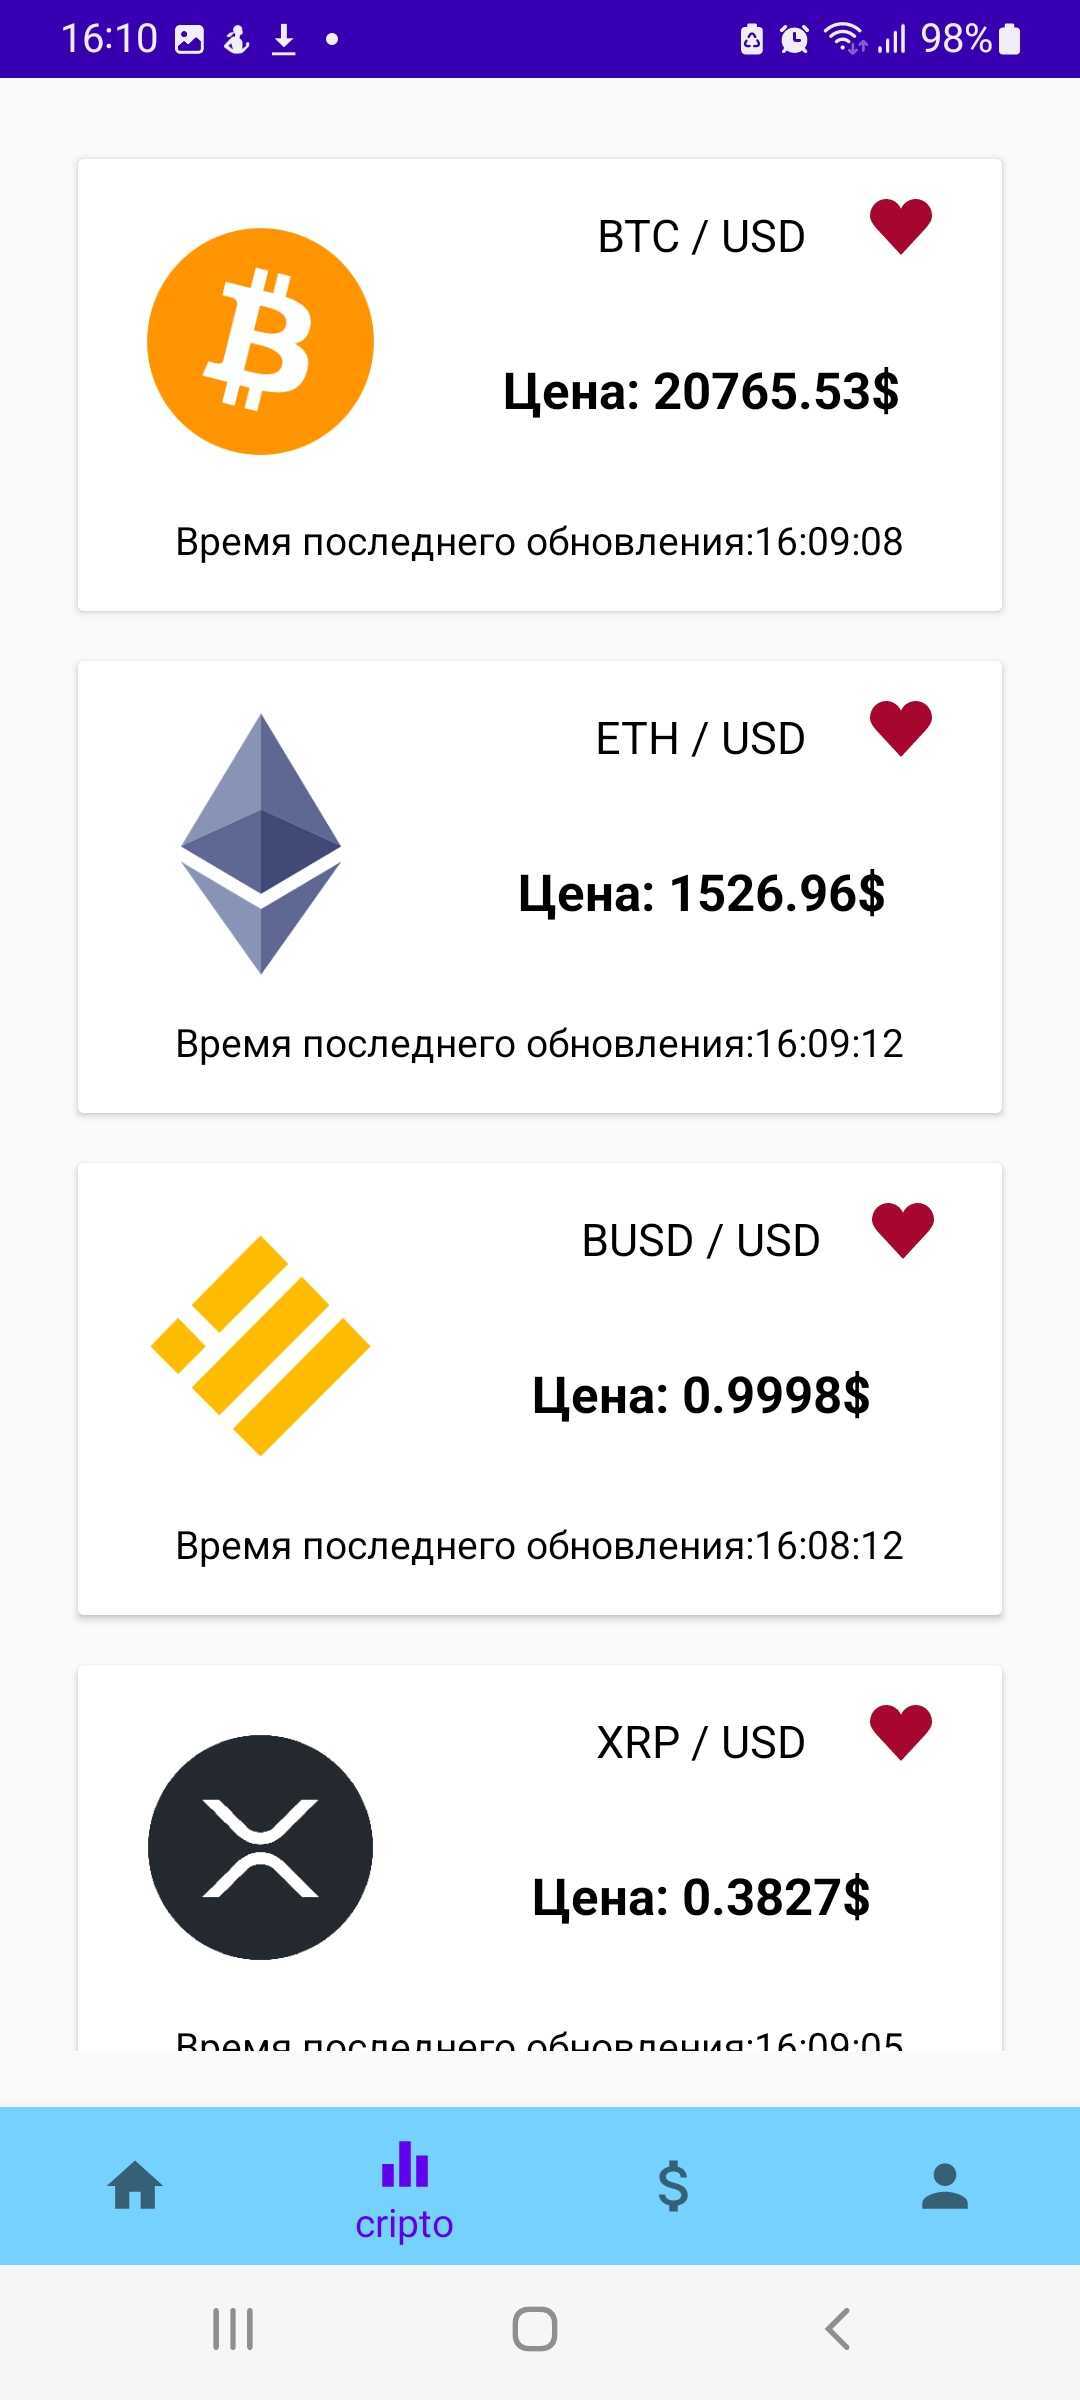 16:10 98%
BTC / USD
Цена: 20765.53$
Время последнего обновления:16:09:08
ETH / USD
Цена: 1526.96$
Время последнего обновления:16:09:12
BUSD / USD
Цена: 0.9998$
Время последнего обновления:16:08:12
XRP / USD
Цена: 0.3827$
Время последнего обновления:16:09:05
cripto